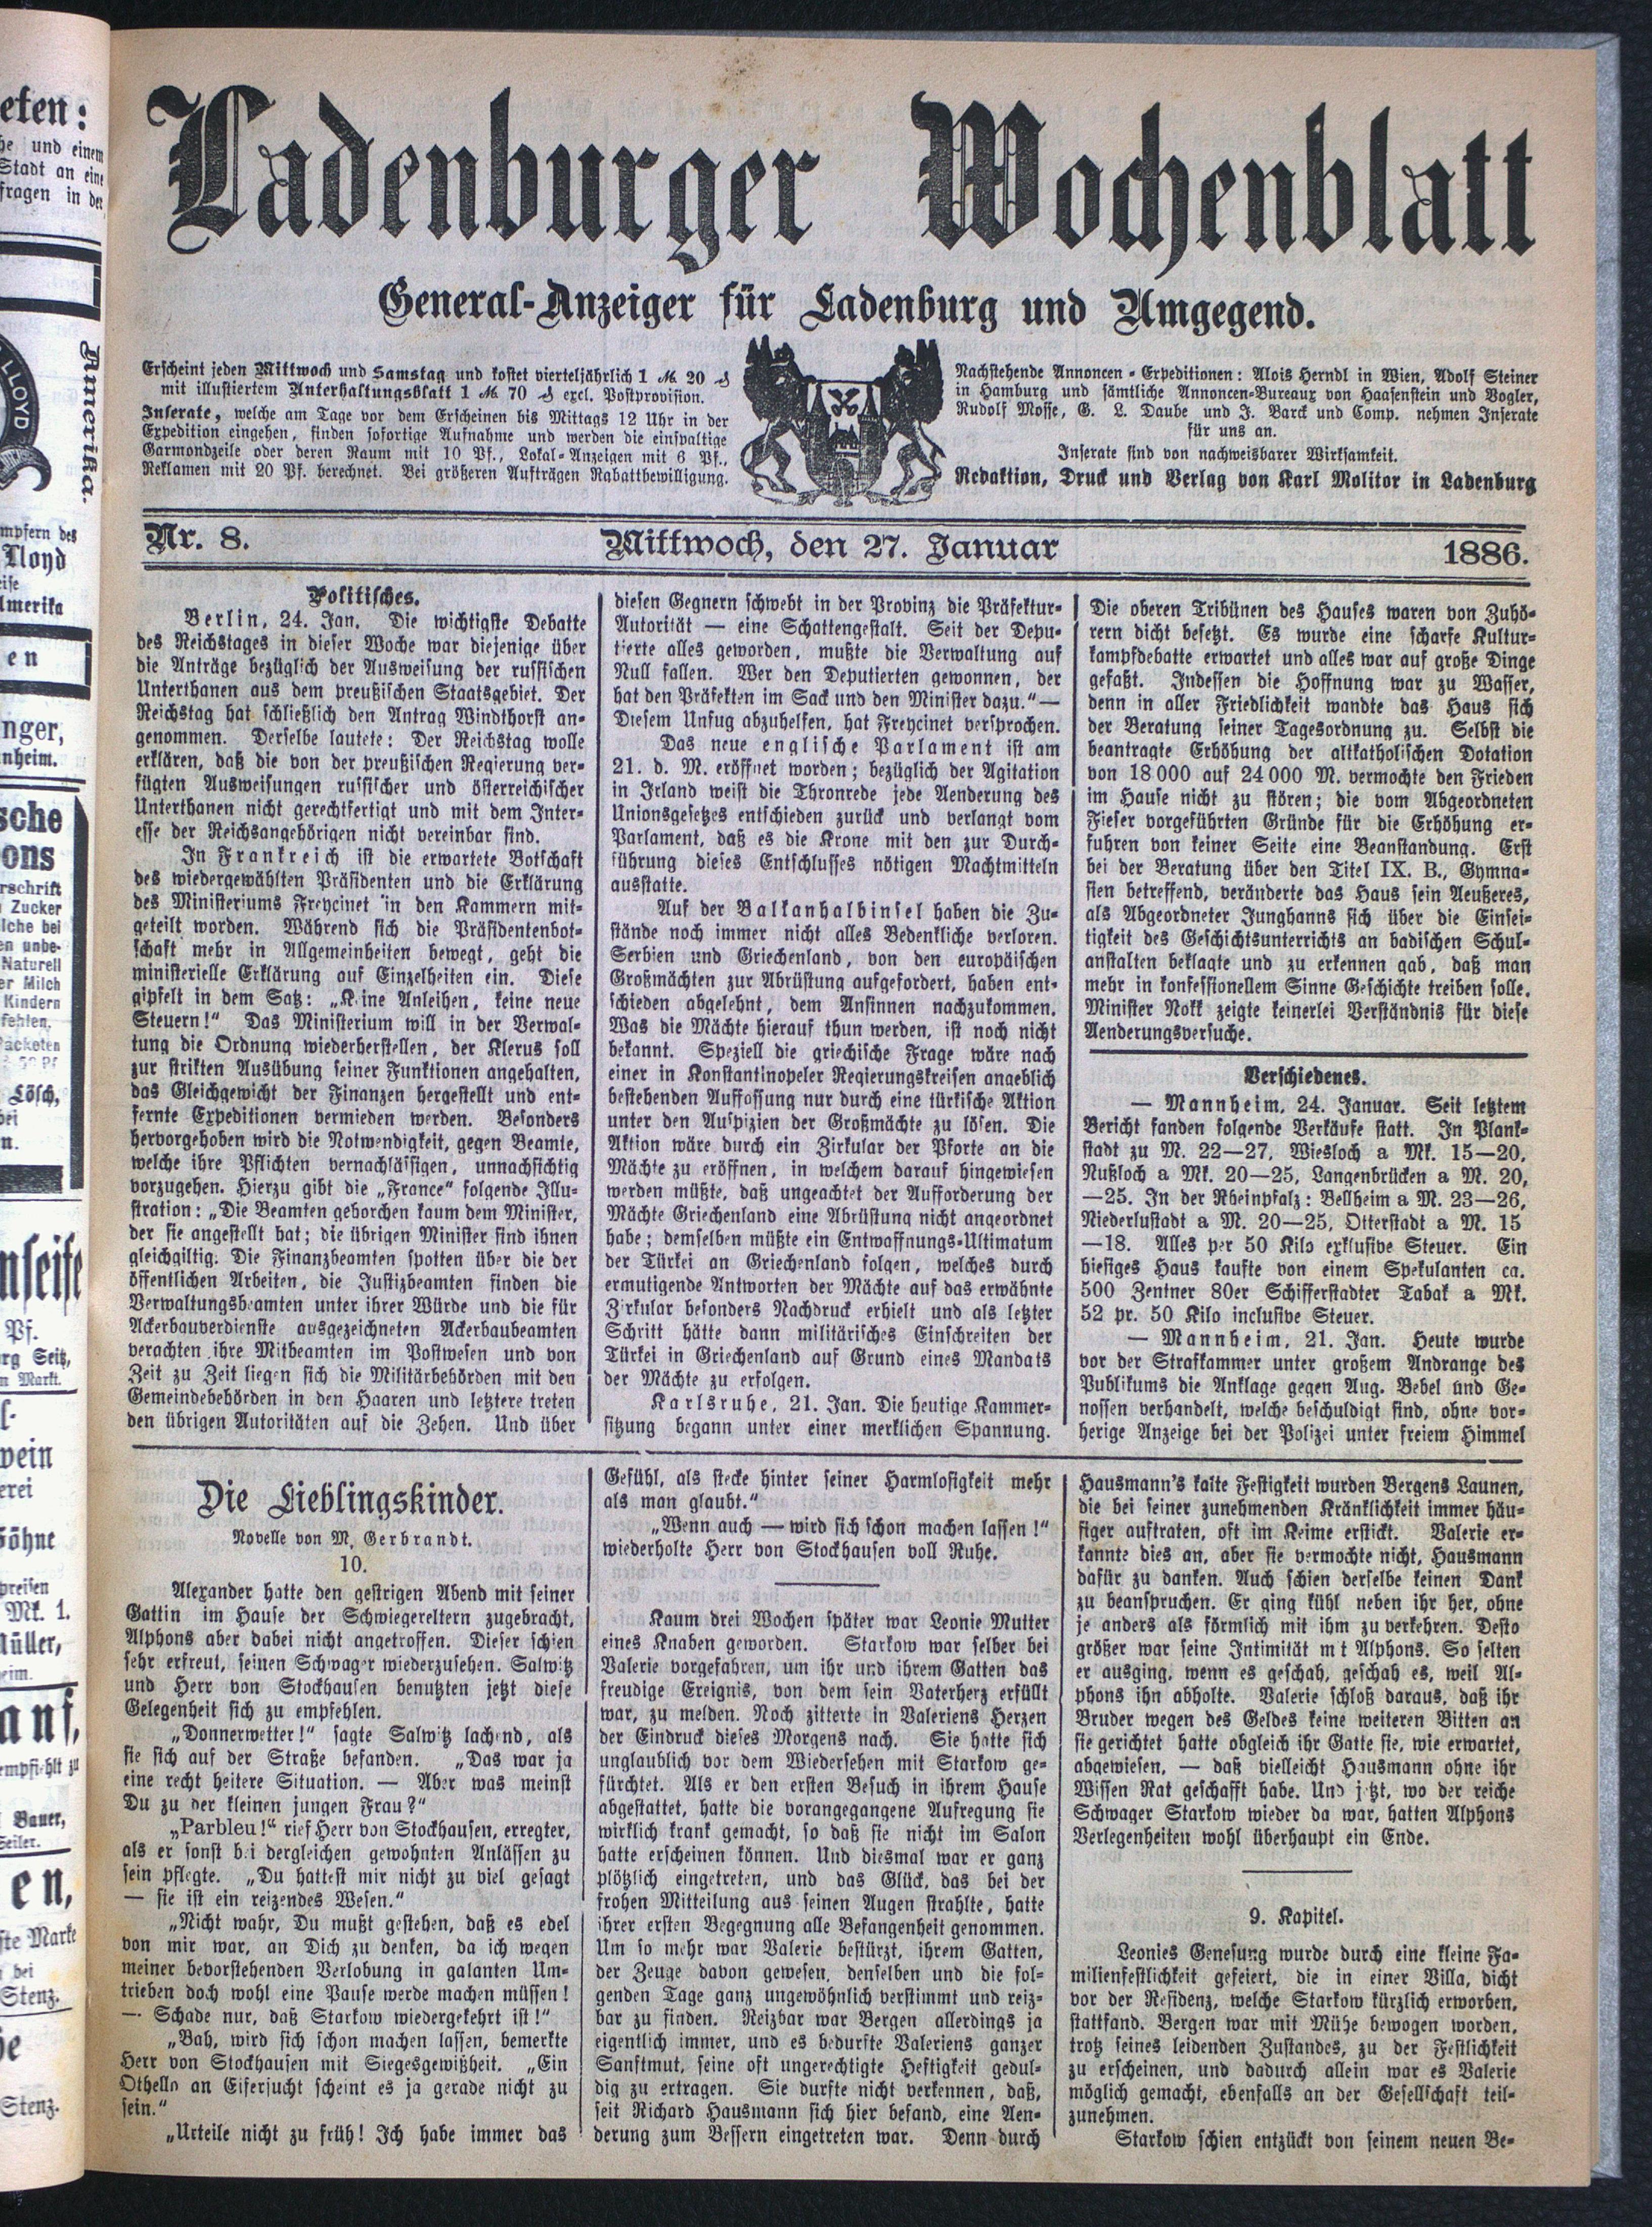 Ladenburger Wochenblatt
General-Anzeiger für Ladenburg und Umgegend.
Erscheint jeden Mittwoch und Samstag und kostet vierteljährlich 1 ℳ 20 ₰
mit illustiertem Unterhaltungsblatt 1 ℳ 70 ₰ excl. Postprovision.
Inserate, welche am Tage vor dem Erscheinen bis Mittags 12 Uhr in der
Expedition eingehen, finden sofortige Aufnahme und werden die einspaltige
Garmondzeile oder deren Raum mit 10 Pf., Lokal-Anzeigen mit 6 Pf.,
Reklamen mit 20 Pf. berechnet. Bei größeren Aufträgen Rabattbewilligung.
Nachstehende Annoncen-Expeditionen: Alois Herndl in Wien, Adolf Steiner
in Hamburg und sämtliche Annoncen-Bureaux von Haasenstein und Vogler,
Rudolf Mosse, G. L. Daube und J. Barck und Comp. nehmen Inserate
für uns an.
Inserate sind von nachweisbarer Wirksamkeit.
Redaktion, Druck und Verlag von Karl Molitor in Ladenburg
Nr. 8. Mittwoch, den 27. Januar 1886.
Politisches.
Berlin, 24. Jan. Die wichtigste Debatte
des Reichstages in dieser Woche war diejenige über
die Anträge bezüglich der Ausweisung der russischen
Unterthanen aus dem preußischen Staatsgebiet. Der
Reichstag hat schließlich den Antrag Windthorst an-
genommen. Derselbe lautete: Der Reichstag wolle
erklären, daß die von der preußischen Regierung ver-
fügten Ausweisungen russischer und österreichischer
Unterthanen nicht gerechtfertigt und mit dem Inter-
esse der Reichsangehörigen nicht vereinbar sind.
In Frankreich ist die erwartete Botschaft
des wiedergewählten Präsidenten und die Erklärung
des Ministeriums Freycinet in den Kammern mit-
geteilt worden. Während sich die Präsidentenbot-
schaft mehr in Allgemeinheiten bewegt, geht die
ministerielle Erklärung auf Einzelheiten ein. Diese
gipfelt in dem Satz: „Keine Anleihen, keine neue
Steuern!“ Das Ministerium will in der Verwal-
tung die Ordnung wiederherstellen, der Klerus soll
zur strikten Ausübung seiner Funktionen angehalten,
das Gleichgewicht der Finanzen hergestellt und ent-
fernte Expeditionen vermieden werden. Besonders
hervorgehoben wird die Notwendigkeit, gegen Beamte,
welche ihre Pflichten vernachlässigen, unnachsichtig
vorzugehen. Hierzu gibt die „France“ folgende Illu-
stration: „Die Beamten gehorchen kaum dem Minister,
der sie angestellt hat; die übrigen Minister sind ihnen
gleichgiltig. Die Finanzbeamten spotten über die der
öffentlichen Arbeiten, die Justizbeamten finden die
Verwaltungsbeamten unter ihrer Würde und die für
Ackerbauverdienste ausgezeichneten Ackerbaubeamten
verachten ihre Mitbeamten im Postwesen und von
Zeit zu Zeit liegen sich die Militärbehörden mit den
Gemeindebehörden in den Haaren und letztere treten
den übrigen Autoritäten auf die Zehen. Und über
diesen Gegnern schwebt in der Provinz die Präfektur-
Autorität — eine Schattengestalt. Seit der Depu-
tierte alles geworden, mußte die Verwaltung auf
Null fallen. Wer den Deputierten gewonnen, der
hat den Präfekten im Sack und den Minister dazu.“ —
Diesem Unfug abzuhelfen, hat Freycinet versprochen.
Das neue englische Parlament ist am
21. d. M. eröffnet worden; bezüglich der Agitation
in Irland weist die Thronrede jede Aenderung des
Unionsgesetzes entschieden zurück und verlangt vom
Parlament, daß es die Krone mit den zur Durch-
führung dieses Entschlusses nötigen Machtmitteln
ausstatte.
Auf der Balkanhalbinsel haben die Zu-
stände noch immer nicht alles Bedenkliche verloren.
Serbien und Griechenland, von den europäischen
Großmächten zur Abrüstung aufgefordert, haben ent-
schieden abgelehnt, dem Ansinnen nachzukommen.
Was die Mächte hierauf thun werden, ist noch nicht
bekannt. Speziell die griechische Frage wäre nach
einer in Konstantinopeler Regierungskreisen angeblich
bestehenden Auffassung nur durch eine türkische Aktion
unter den Auspizien der Großmächte zu lösen. Die
Aktion wäre durch ein Zirkular der Pforte an die
Mächte zu eröffnen, in welchem darauf hingewiesen
werden müßte, daß ungeachtet der Aufforderung der
Mächte Griechenland eine Abrüstung nicht angeordnet
habe; demselben müßte ein Entwaffnungs-Ultimatum
der Türkei an Griechenland folgen, welches durch
ermutigende Antworten der Mächte auf das erwähnte
Zirkular besonders Nachdruck erhielt und als letzter
Schritt hätte dann militärisches Einschreiten der
Türkei in Griechenland auf Grund eines Mandats
der Mächte zu erfolgen.
Karlsruhe, 21. Jan. Die heutige Kammer-
sitzung begann unter einer merklichen Spannung.
Die oberen Tribünen des Hauses waren von Zuhö-
rern dicht besetzt. Es wurde eine scharfe Kultur-
kampfdebatte erwartet und alles war auf große Dinge
gefaßt. Indessen die Hoffnung war zu Wasser,
denn in aller Friedlichkeit wandte das Haus sich
der Beratung seiner Tagesordnung zu. Selbst die
beantragte Erhöhung der altkatholischen Dotation
von 18 000 auf 24 000 M. vermochte den Frieden
im Hause nicht zu stören; die vom Abgeordneten
Fieser vorgeführten Gründe für die Erhöhung er-
fuhren von keiner Seite eine Beanstandung. Erst
bei der Beratung über den Titel IX. B., Gymna-
sien betreffend, veränderte das Haus sein Aeußeres,
als Abgeordneter Junghanns sich über die Einsei-
tigkeit des Geschichtsunterrichts an badischen Schul-
anstalten beklagte und zu erkennen gab, daß man
mehr in konfessionellem Sinne Geschichte treiben solle.
Minister Nokk zeigte keinerlei Verständnis für diese
Aenderungsversuche.
Verschiedenes.
— Mannheim, 24. Januar. Seit letztem
Bericht fanden folgende Verkäufe statt. In Plank-
stadt zu M. 22—27, Wiesloch a Mk. 15—20,
Nußloch a Mk. 20—25, Langenbrücken a M. 20,
—25. In der Rheinpfalz: Bellheim a M. 23—26,
Niederlustadt a M. 20—25, Otterstadt a M. 15
—18. Alles per 50 Kilo exklusive Steuer. Ein
hiesiges Haus kaufte von einem Spekulanten ca.
500 Zentner 80er Schifferstadter Tabak a Mk.
52 pr. 50 Kilo inclusive Steuer.
— Mannheim, 21. Jan. Heute wurde
vor der Strafkammer unter großem Andrange des
Publikums die Anklage gegen Aug. Bebel und Ge-
nossen verhandelt, welche beschuldigt sind, ohne vor-
herige Anzeige bei der Polizei unter freiem Himmel
Die Lieblingskinder.
Novelle von M. Gerbrandt.
10.
Alexander hatte den gestrigen Abend mit seiner
Gattin im Hause der Schwiegereltern zugebracht,
Alphons aber dabei nicht angetroffen. Dieser schien
sehr erfreut, seinen Schwager wiederzusehen. Salwitz
und Herr von Stockhausen benutzten jetzt diese
Gelegenheit sich zu empfehlen.
„Donnerwetter!“ sagte Salwitz lachend, als
sie sich auf der Straße befanden. „Das war ja
eine recht heitere Situation. — Aber was meinst
Du zu der kleinen jungen Frau?“
„Parbleu!“ rief Herr von Stockhausen, erregter,
als er sonst bei dergleichen gewohnten Anlässen zu
sein pflegte. „Du hattest mir nicht zu viel gesagt
— sie ist ein reizendes Wesen.“
„Nicht wahr, Du mußt gestehen, daß es edel
von mir war, an Dich zu denken, da ich wegen
meiner bevorstehenden Verlobung in galanten Um-
trieben doch wohl eine Pause werde machen müssen!
— Schade nur, daß Starkow wiedergekehrt ist!“
„Bah, wird sich schon machen lassen, bemerkte
Herr von Stockhausen mit Siegesgewißheit. „Ein
Othello an Eifersucht scheint es ja gerade nicht zu
sein.“
„Urteile nicht zu früh! Ich habe immer das
Gefühl, als stecke hinter seiner Harmlosigkeit mehr
als man glaubt.“
„Wenn auch — wird sich schon machen lassen!“
wiederholte Herr von Stockhausen voll Ruhe.
Kaum drei Wochen später war Leonie Mutter
eines Knaben geworden. Starkow war selber bei
Valerie vorgefahren, um ihr und ihrem Gatten das
freudige Ereignis, von dem sein Vaterherz erfüllt
war, zu melden. Noch zitterte in Valeriens Herzen
der Eindruck dieses Morgens nach. Sie hatte sich
unglaublich vor dem Wiedersehen mit Starkow ge-
fürchtet. Als er den ersten Besuch in ihrem Hause
abgestattet, hatte die vorangegangene Aufregung sie
wirklich krank gemacht, so daß sie nicht im Salon
hatte erscheinen können. Und diesmal war er ganz
plötzlich eingetreten, und das Glück, das bei der
frohen Mitteilung aus seinen Augen strahlte, hatte
ihrer ersten Begegnung alle Befangenheit genommen.
Um so mehr war Valerie bestürzt, ihrem Gatten,
der Zeuge davon gewesen, denselben und die fol-
genden Tage ganz ungewöhnlich verstimmt und reiz-
bar zu finden. Reizbar war Bergen allerdings ja
eigentlich immer, und es bedurfte Valeriens ganzer
Sanftmut, seine oft ungerechtigte Heftigkeit gedul-
dig zu ertragen. Sie durfte nicht verkennen, daß,
seit Richard Hausmann sich hier befand, eine Aen-
derung zum Bessern eingetreten war. Denn durch
Hausmann's kalte Festigkeit wurden Bergens Launen,
die bei seiner zunehmenden Kränklichkeit immer häu-
figer auftraten, oft im Keime erstickt. Valerie er-
kannte dies an, aber sie vermochte nicht, Hausmann
dafür zu danken. Auch schien derselbe keinen Dank
zu beanspruchen. Er ging kühl neben ihr her, ohne
je anders als förmlich mit ihm zu verkehren. Desto
größer war seine Intimität m t Alphons. So selten
er ausging, wenn es geschah, geschah es, weil Al-
phons ihn abholte. Valerie schloß daraus, daß ihr
Bruder wegen des Geldes keine weiteren Bitten an
sie gerichtet hatte obgleich ihr Gatte sie, wie erwartet,
abgewiesen, — daß vielleicht Hausmann ohne ihr
Wissen Rat geschafft habe. Und jetzt, wo der reiche
Schwager Starkow wieder da war, hatten Alphons
Verlegenheiten wohl überhaupt ein Ende.
9. Kapitel.
Leonies Genesung wurde durch eine kleine Fa-
milienfestlichkeit gefeiert, die in einer Villa, dicht
vor der Residenz, welche Starkow kürzlich erworben,
stattfand. Bergen war mit Mühe bewogen worden,
trotz seines leidenden Zustandes, zu der Festlichkeit
zu erscheinen, und dadurch allein war es Valerie
möglich gemacht, ebenfalls an der Gesellschaft teil-
zunehmen.
Starkow schien entzückt von seinem neuen Be-